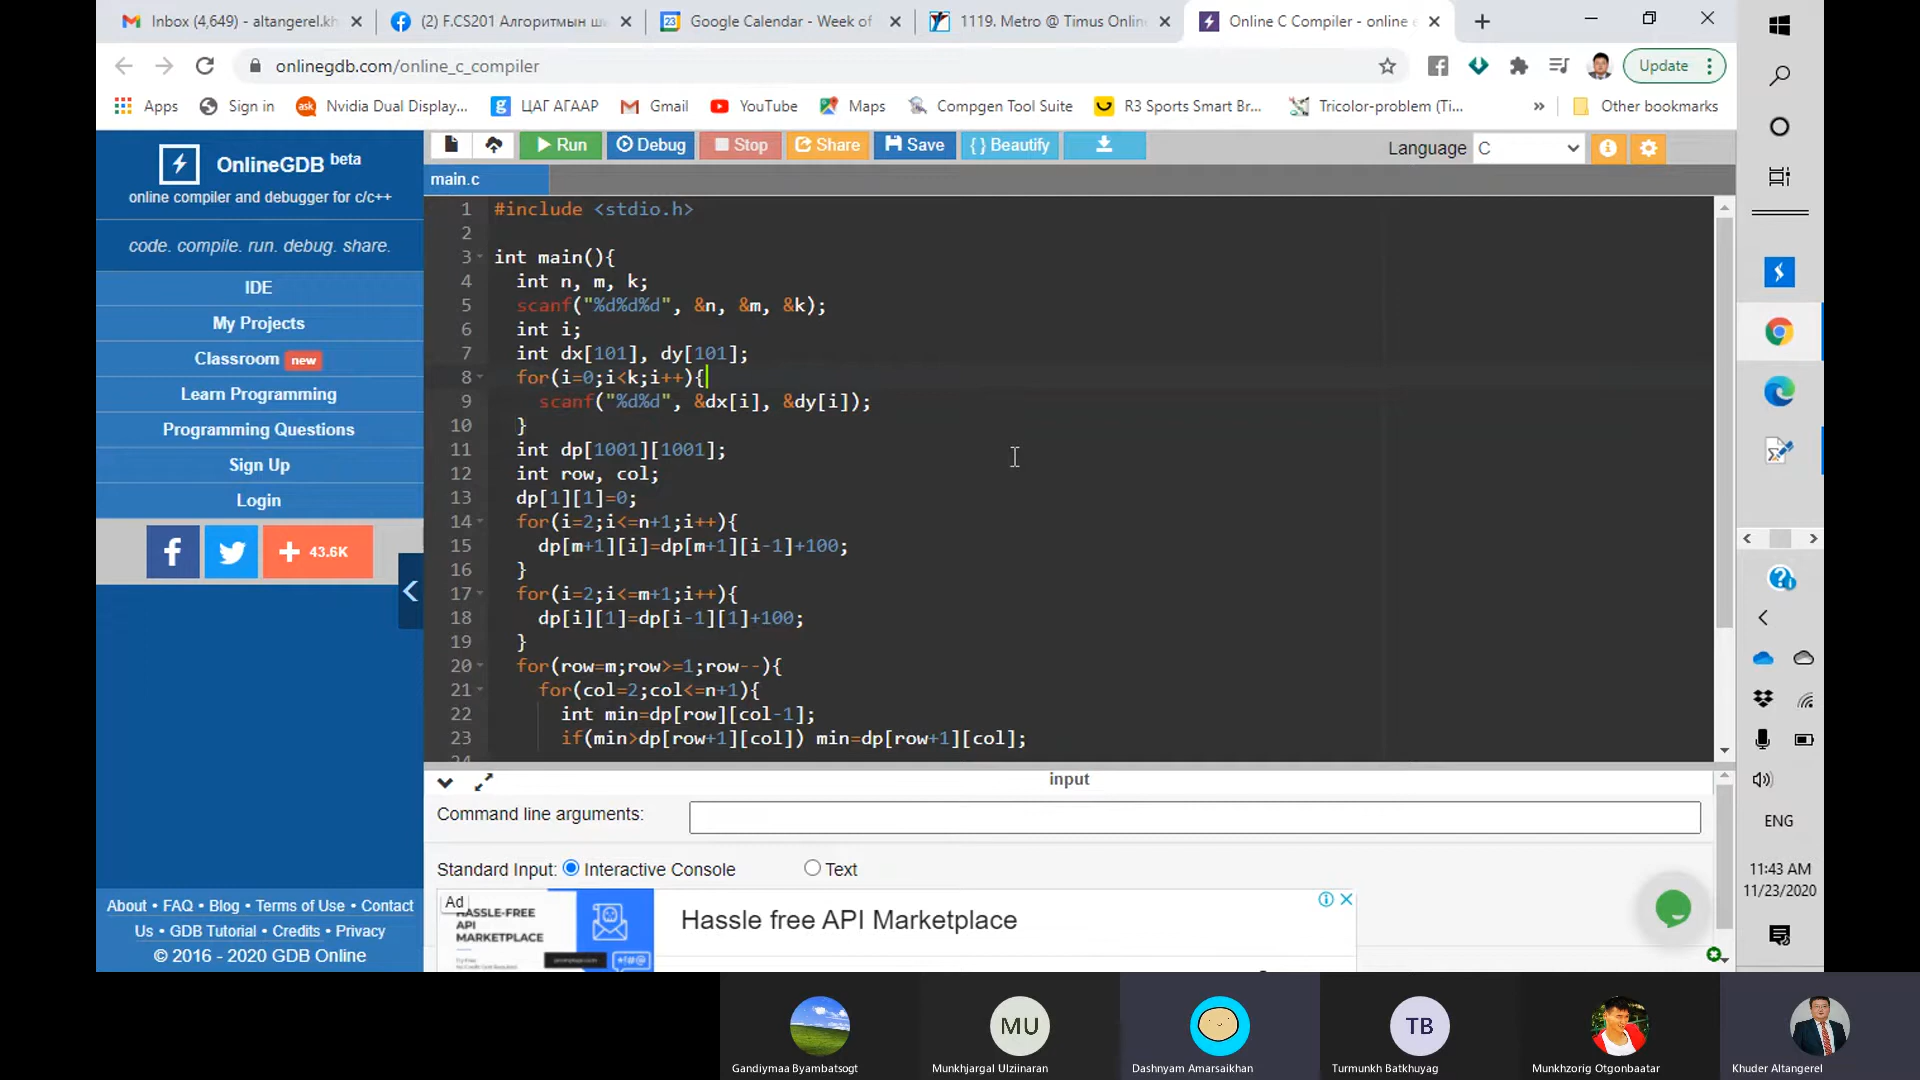 Inbox (4,649) - altangerel.kh
(2) F.CS201 Алгоритмын ши
Google Calendar - Week of
1119. Metro @ Timus Onlin
Online C Compiler - online e
onlinegdb.com/online_c_compiler
Update
Apps
Sign in
Nvidia Dual Display...
ЦАГ АГААР
Gmail
YouTube
Maps
Compgen Tool Suite
R3 Sports Smart Br...
Tricolor-problem (Ti...
»
Other bookmarks
OnlineGDB beta
online compiler and debugger for c/c++
code. compile. run. debug. share.
IDE
My Projects
Classroom new
Learn Programming
Programming Questions
Sign Up
Login
43.6K
About • FAQ • Blog • Terms of Use • Contact
Us • GDB Tutorial • Credits • Privacy
© 2016 - 2020 GDB Online
Run
Debug
Stop
Share
Save
{ } Beautify
Language C
main.c
1 #include <stdio.h>
2
3 int main(){
4 int n, m, k;
5 scanf("%d%d%d", &n, &m, &k);
6 int i;
7 int dx[101], dy[101];
8 for(i=0;i<k;i++){
9 scanf("%d%d", &dx[i], &dy[i]);
10 }
11 int dp[1001][1001];
12 int row, col;
13 dp[1][1]=0;
14 for(i=2;i<=n+1;i++){
15 dp[m+1][i]=dp[m+1][i-1]+100;
16 }
17 for(i=2;i<=m+1;i++){
18 dp[i][1]=dp[i-1][1]+100;
19 }
20 for(row=m;row>=1;row--){
21 for(col=2;col<=n+1){
22 int min=dp[row][col-1];
23 if(min>dp[row+1][col]) min=dp[row+1][col];
24
input
Command line arguments:
Standard Input: Interactive Console Text
Ad
HASSLE-FREE
API
MARKETPLACE
Hassle free API Marketplace
ENG
11:43 AM
11/23/2020
Gandiymaa Byambatsogt
MU
Munkhjargal Ulziinaran
Dashnyam Amarsaikhan
TB
Turmunkh Batkhuyag
Munkhzorig Otgonbaatar
Khuder Altangerel